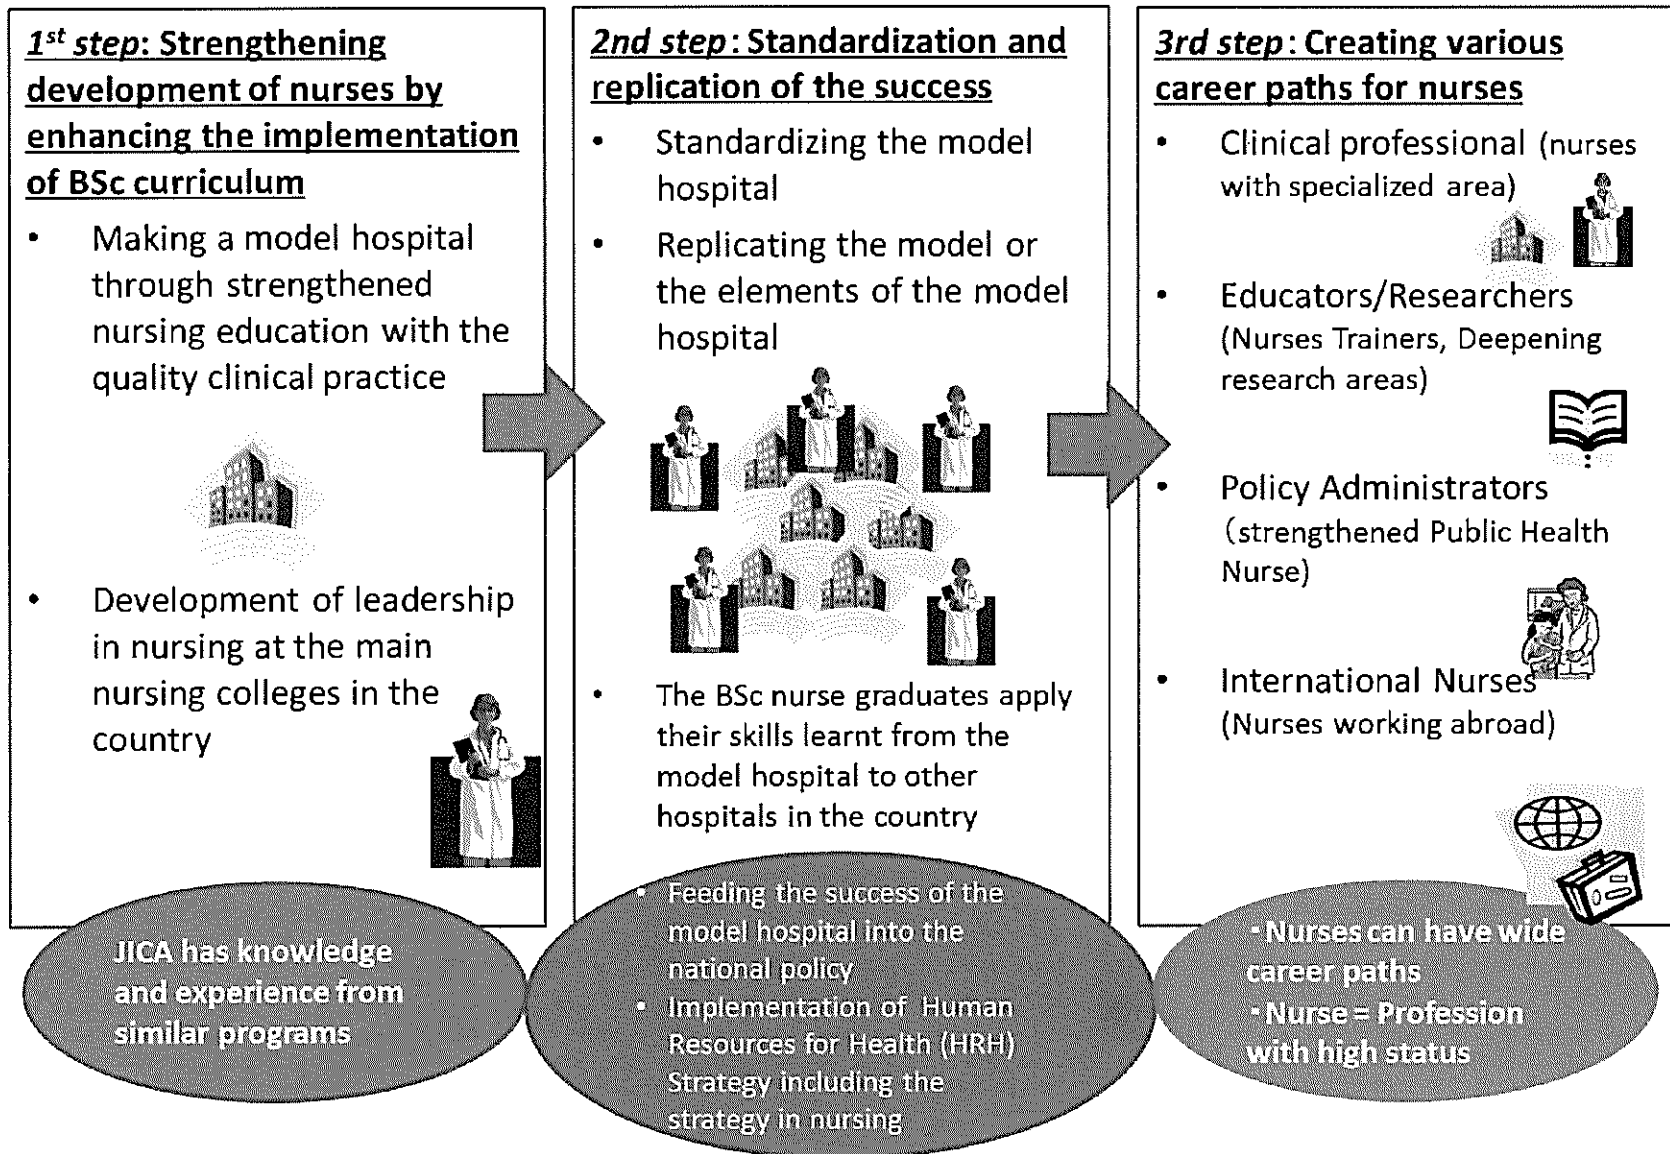 1st step: Strengthening
development of nurses by
enhancing the implementation
of BSc curriculum
• Making a model hospital
through strengthened
nursing education with the
quality clinical practice
• Development of leadership
in nursing at the main
nursing colleges in the
country
JICA has knowledge
and experience from
similar programs
2nd step: Standardization and
replication of the success
• Standardizing the model
hospital
• Replicating the model or
the elements of the model
hospital
• The BSc nurse graduates apply
their skills learnt from the
model hospital to other
hospitals in the country
• Feeding the success of the
model hospital into the
national policy
• Implementation of Human
Resources for Health (HRH)
Strategy including the
strategy in nursing
3rd step: Creating various
career paths for nurses
• Clinical professional (nurses
with specialized area)
• Educators/Researchers
(Nurses Trainers, Deepening
research areas)
• Policy Administrators
(strengthened Public Health
Nurse)
• International Nurses
(Nurses working abroad)
・Nurses can have wide
career paths
・Nurse = Profession
with high status